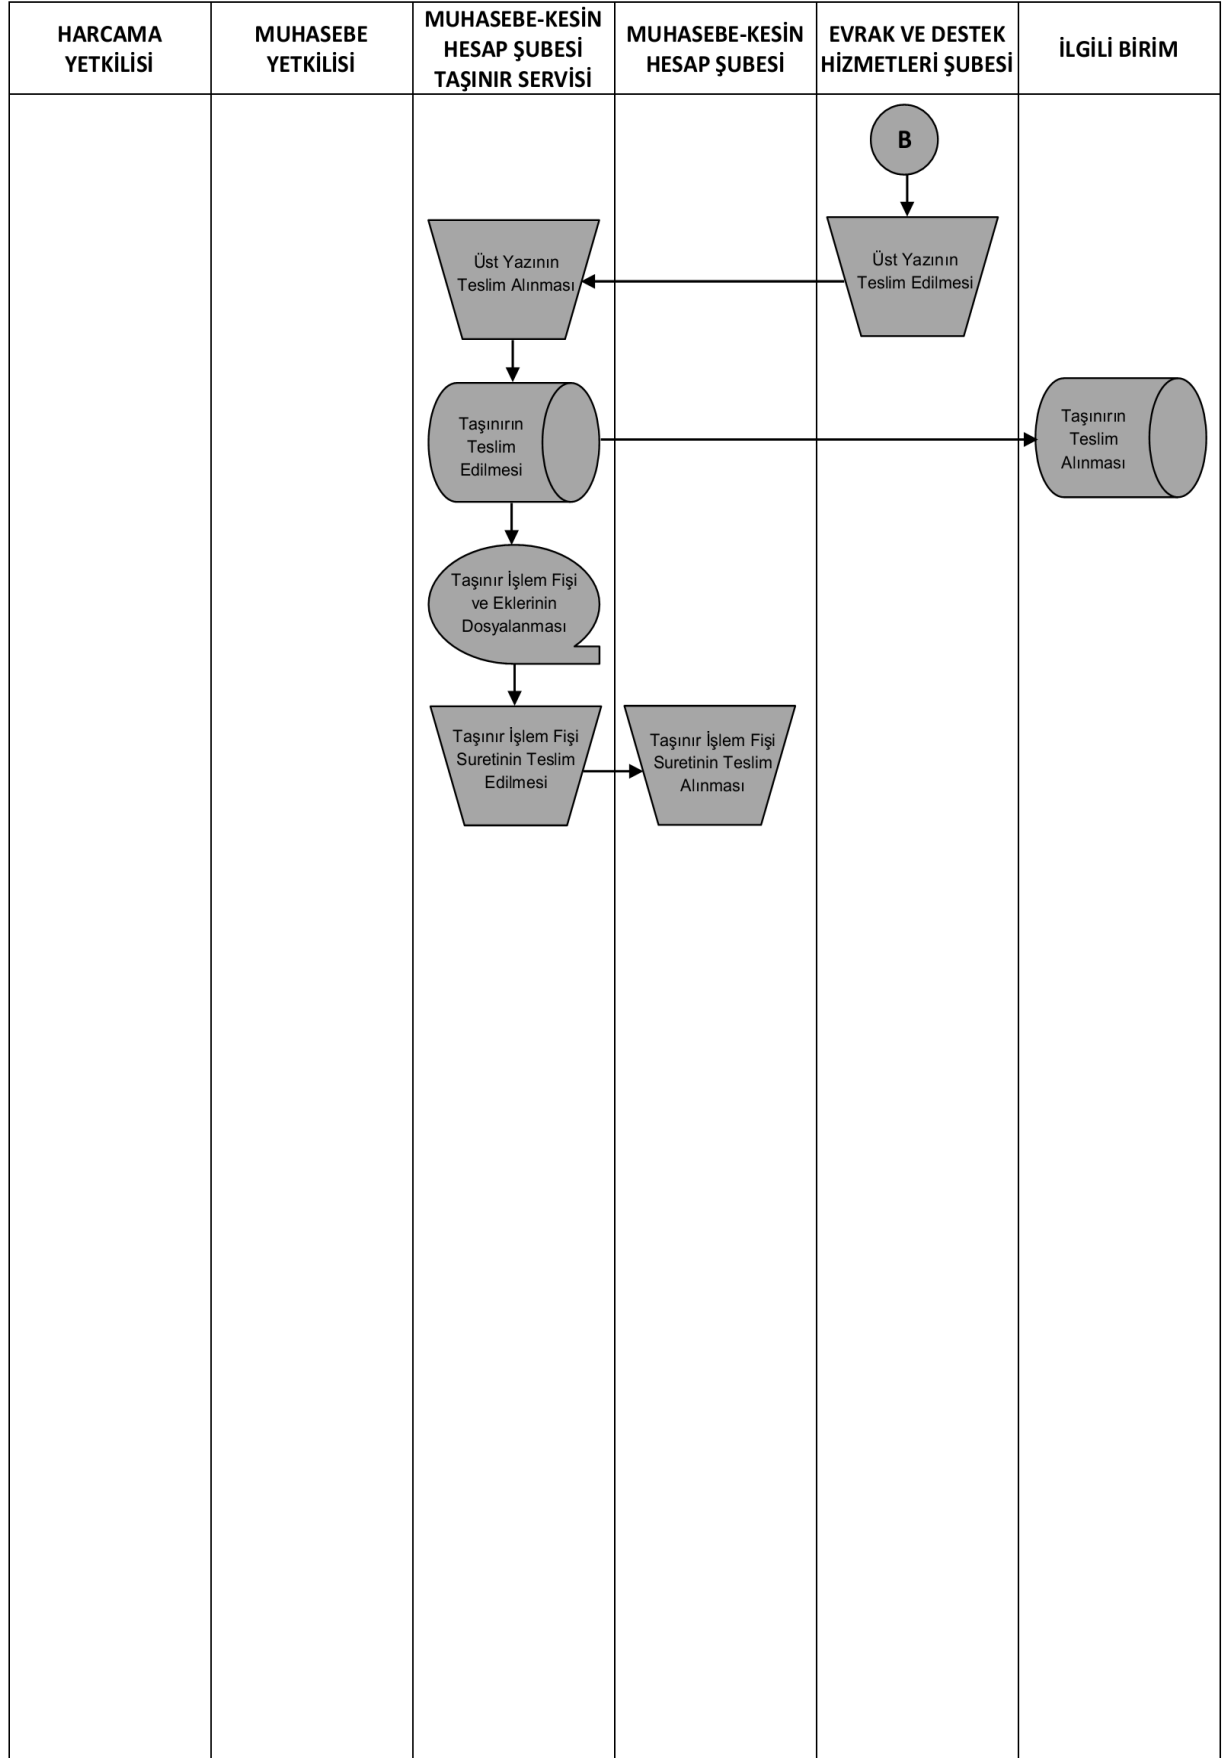 HARCAMA
YETKİLİSİ
MUHASEBE
YETKİLİSİ
MUHASEBE-KESİN
HESAP ŞUBESİ
TAŞINIR SERVİSİ
MUHASEBE-KESİN
HESAP ŞUBESİ
EVRAK VE DESTEK
HİZMETLERİ ŞUBESİ
İLGİLİ BİRİM
B
Üst Yazının
Teslim Edilmesi
Üst Yazının
Teslim Alınması
Taşınırın
Teslim
Edilmesi
Taşınırın
Teslim
Alınması
Taşınır İşlem Fişi
ve Eklerinin
Dosyalanması
Taşınır İşlem Fişi
Suretinin Teslim
Edilmesi
Taşınır İşlem Fişi
Suretinin Teslim
Alınması